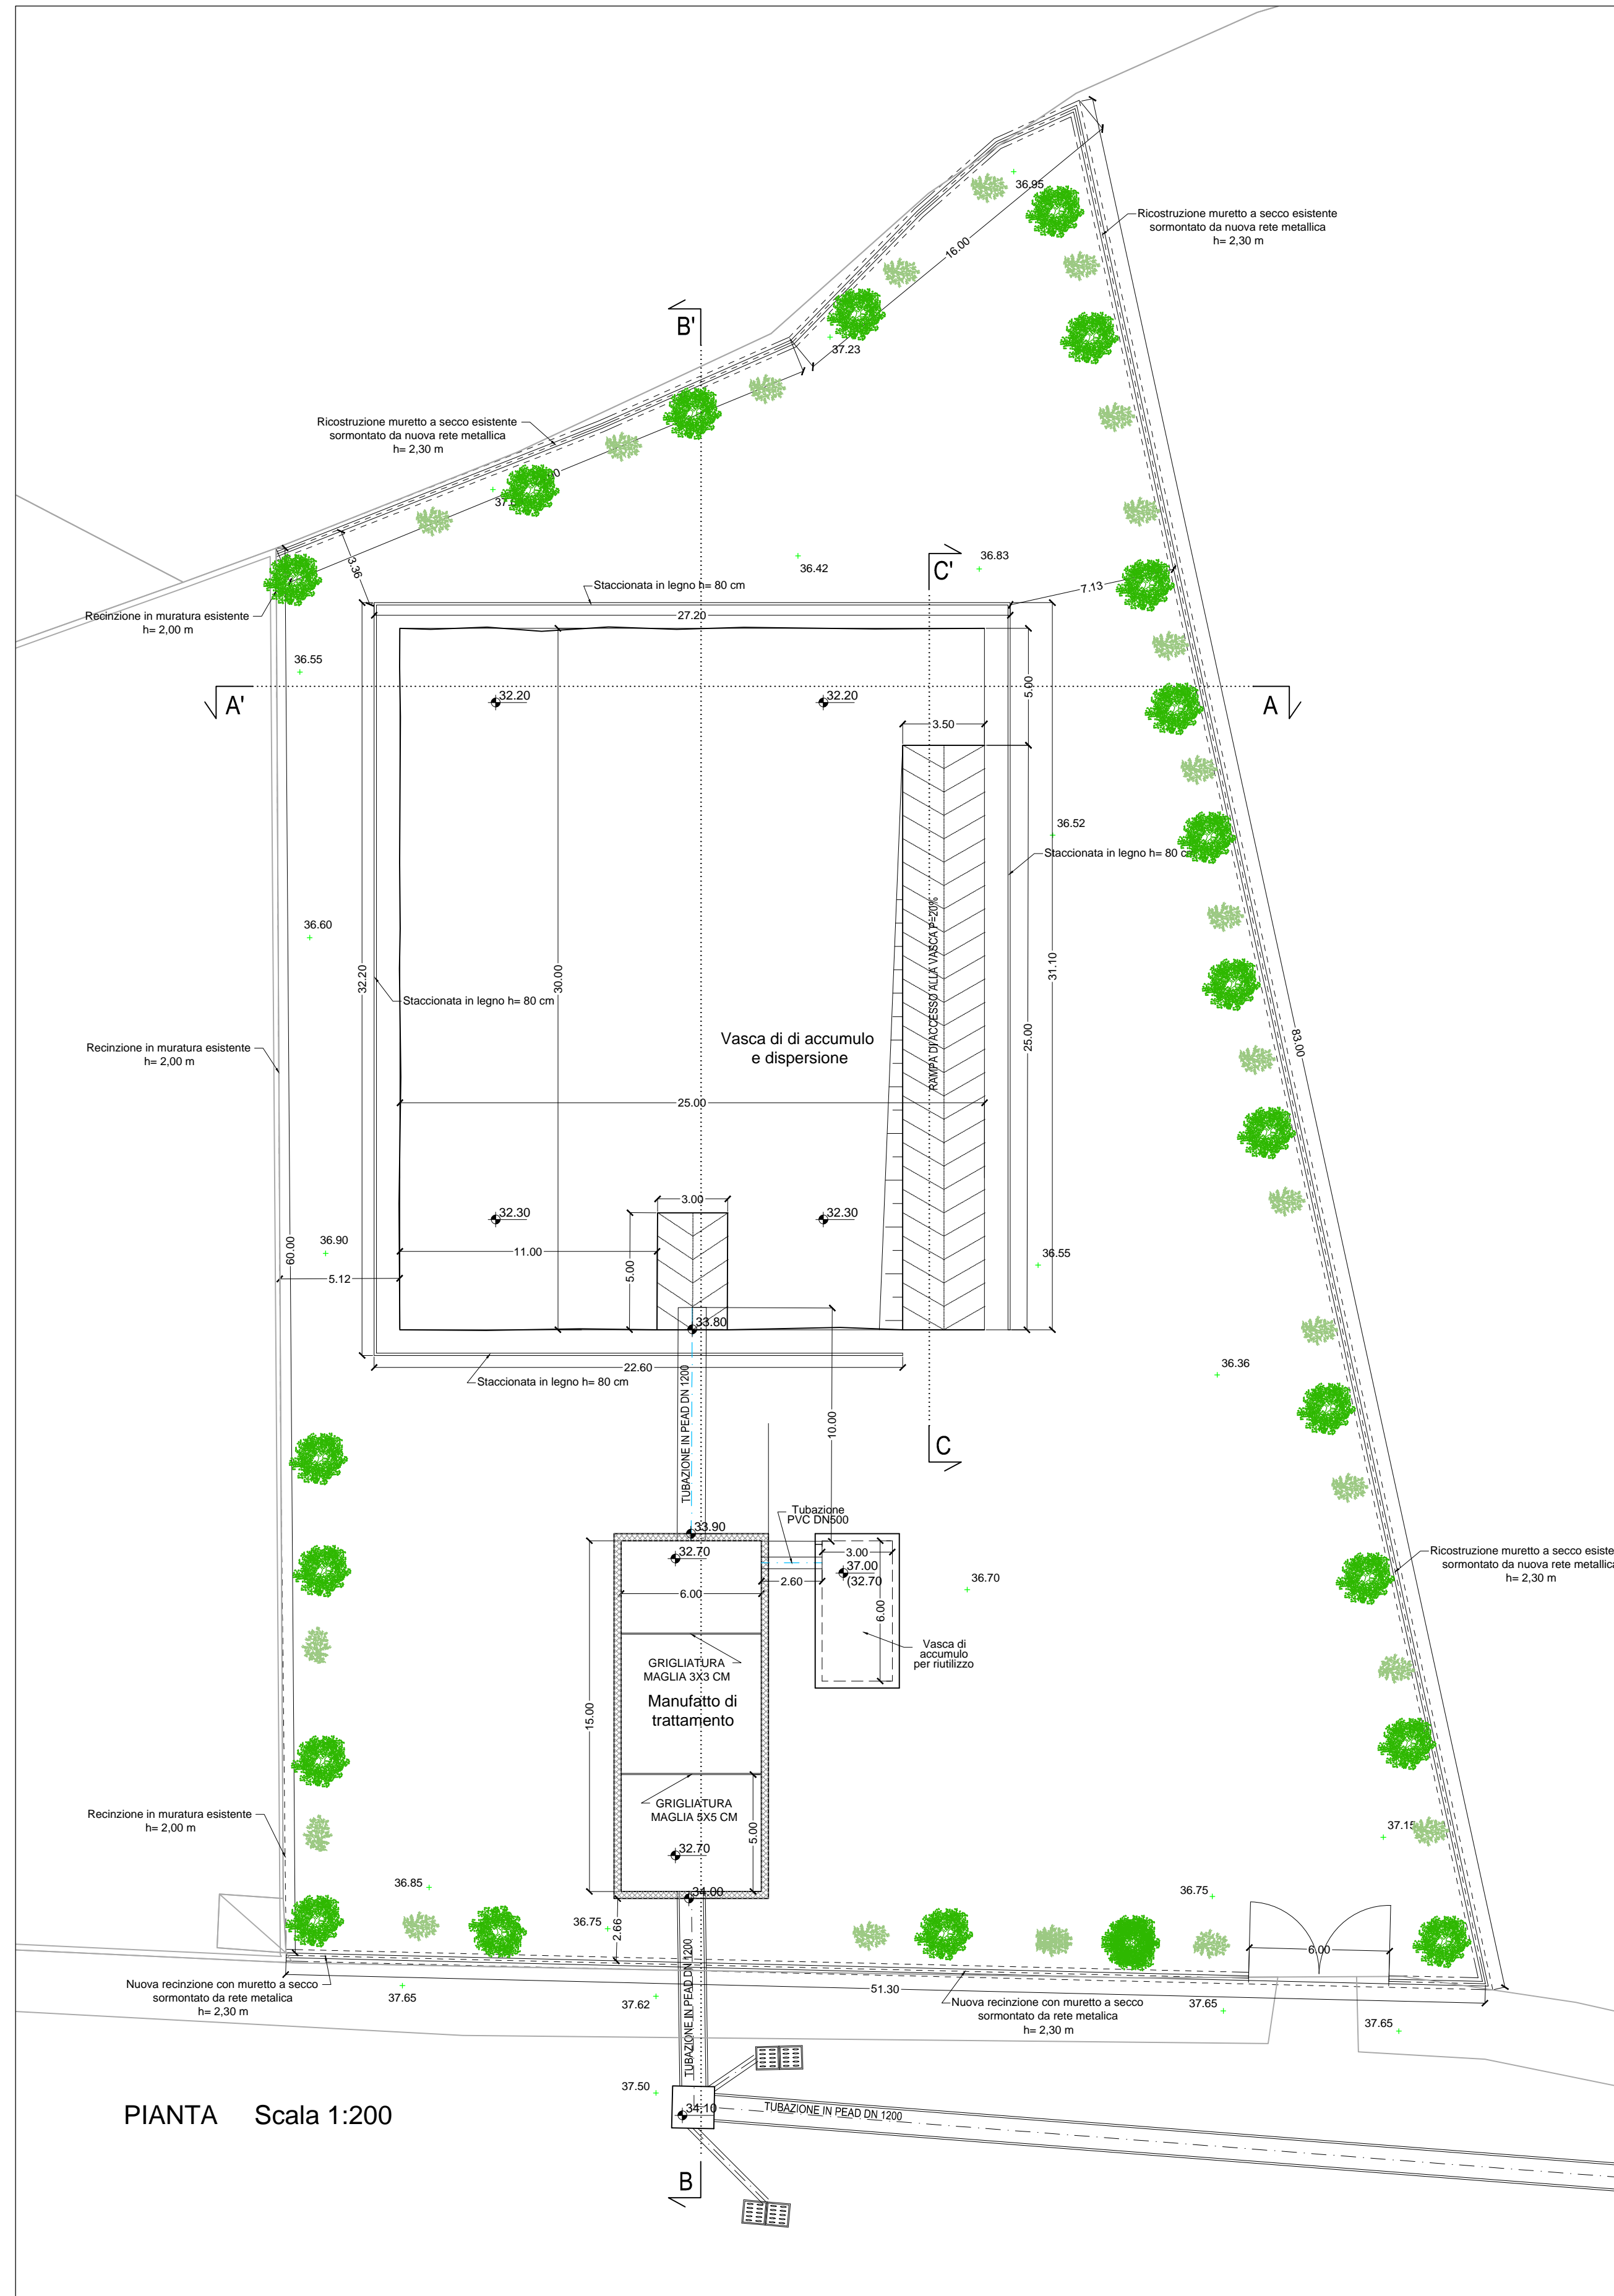 36.95
Ricostruzione muretto a secco esistente
sormontato da nuova rete metallica
h= 2,30 m
16.00
B'
37.23
Ricostruzione muretto a secco esistente
sormontato da nuova rete metallica
h= 2,30 m
3.36
36.42
36.83
C'
7.13
Staccionata in legno h= 80 cm
27.20
Recinzione in muratura esistente
h= 2,00 m
36.55
A'
A
32.20
32.20
5.00
3.50
36.52
Staccionata in legno h= 80
RAMPA DI ACCESSO ALLA VASCA P=20%
36.60
32.20
30.00
31.10
Staccionata in legno h= 80 cm
25.00
83.00
Vasca di di accumulo
e dispersione
Recinzione in muratura esistente
h= 2,00 m
25.00
3.00
32.30
32.30
36.90
60.00
11.00
5.00
36.55
5.12
33.80
22.60
36.36
Staccionata in legno h= 80 cm
TUBAZIONE IN PEAD DN 1200
10.00
C
Tubazione
PVC DN500
33.90
32.70
3.00
37.00
(32.70
2.60
36.70
6.00
6.00
Ricostruzione muretto a secco
sormontato da nuova rete
h= 2,30 m
Vasca di
accumulo
per riutilizzo
GRIGLIATURA
MAGLIA 3X3 CM
Manufatto di
trattamento
15.00
GRIGLIATURA
MAGLIA 5X5 CM
5.00
Recinzione in muratura esistente
h= 2,00 m
37.15
32.70
36.85
34.00
36.75
36.75
2.66
6.00
Nuova recinzione con muretto a secco
sormontato da rete metalica
h= 2,30 m
37.65
37.62
TUBAZIONE IN PEAD DN 1200
51.30
Nuova recinzione con muretto a secco
sormontato da rete metalica
h= 2,30 m
37.65
37.65
37.50
34.10
TUBAZIONE IN PEAD DN 1200
PIANTA Scala 1:200
B